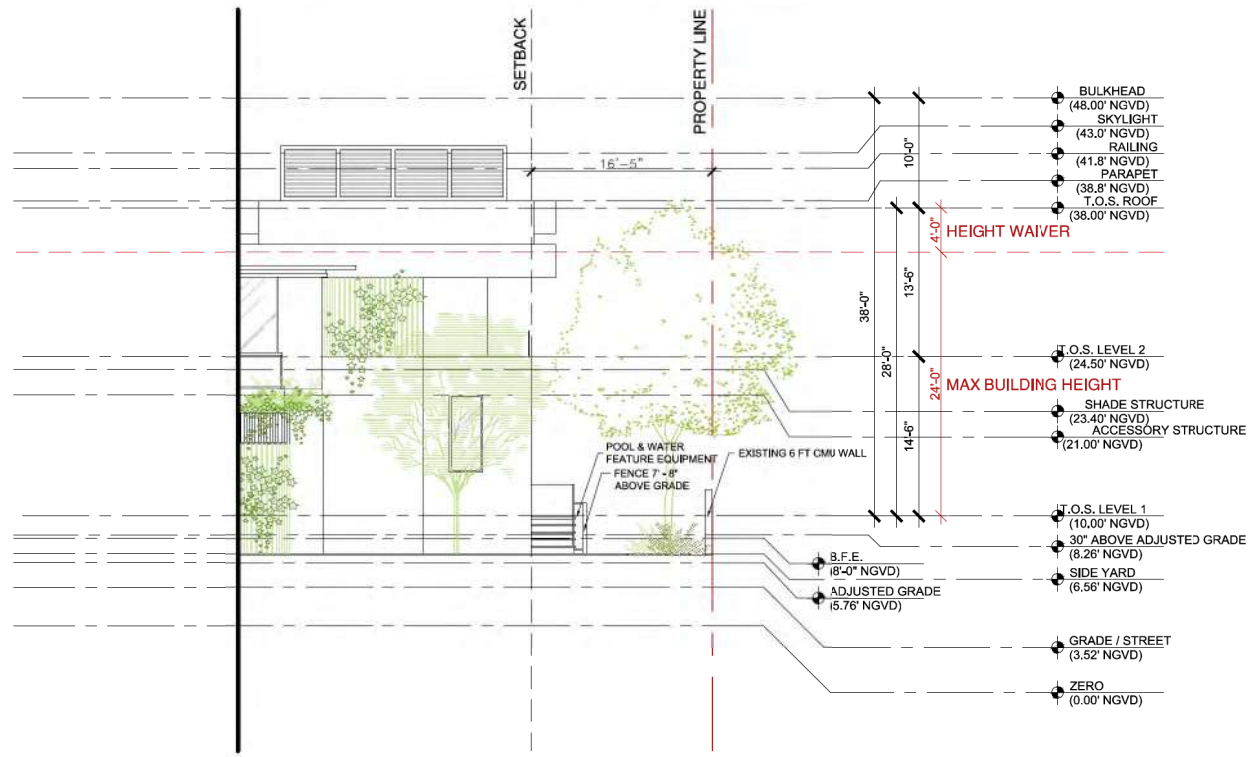 SETBACK
PROPERTY LINE
16'-5"
BULKHEAD
(48.00' NGVD)
SKYLIGHT
(43.0' NGVD)
RAILING
(41.8' NGVD)
PARAPET
(38.8' NGVD)
T.O.S. ROOF
(38.00' NGVD)
10'-0"
4'-0"
HEIGHT WAIVER
38'-0"
28'-0"
13'-6"
T.O.S. LEVEL 2
(24.50' NGVD)
24'-0"
MAX BUILDING HEIGHT
SHADE STRUCTURE
(23.40' NGVD)
ACCESSORY STRUCTURE
(21.00' NGVD)
14'-6"
POOL & WATER
FEATURE EQUIPMENT
FENCE 7' - 8"
ABOVE GRADE
EXISTING 6 FT CMU WALL
T.O.S. LEVEL 1
(10.00' NGVD)
30" ABOVE ADJUSTED GRADE
(8.26' NGVD)
B.F.E.
(8'-0" NGVD)
SIDE YARD
(6.56' NGVD)
ADJUSTED GRADE
(5.76' NGVD)
GRADE / STREET
(3.52' NGVD)
ZERO
(0.00' NGVD)